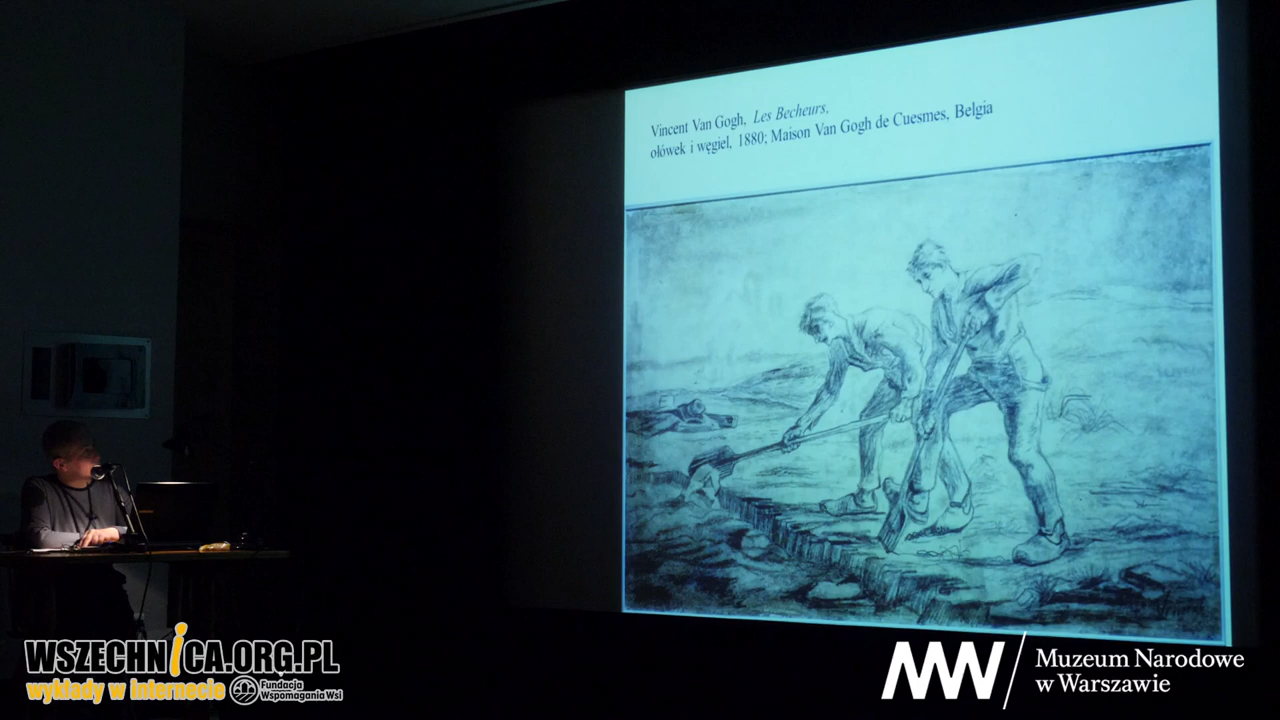 Vincent Van Gogh, Les Becheurs,
ołówek i węgiel, 1880; Maison Van Gogh de Cuesmes, Belgia
WSZECHNICA.ORG.PL
wykłady w internecie
Fundacja
Wspomagania Wsi
Muzeum Narodowe
w Warszawie